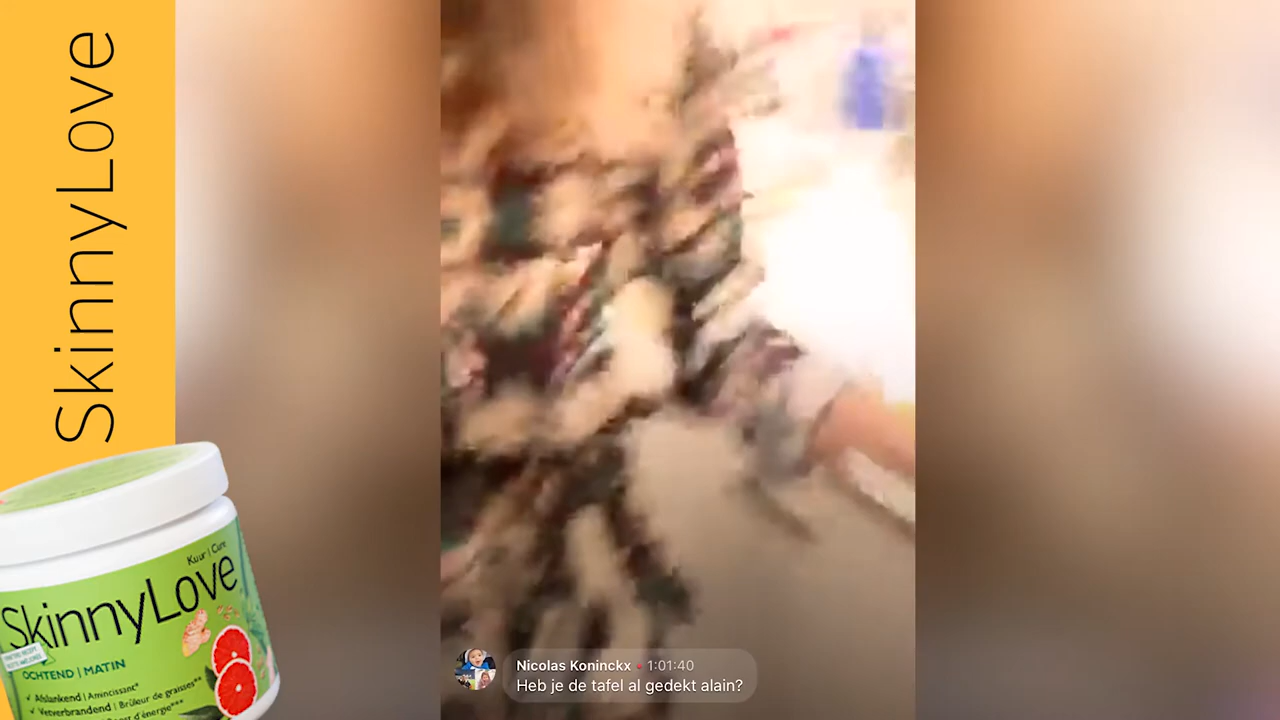 SkinnyLove
Kuur | Cure
SkinnyLove
OCHTEND | MATIN
✓ Afslankend | Amincissant*
✓ Vetverbrandend | Brûleur de graisses**
d'énergie***
Nicolas Koninckx • 1:01:40
Heb je de tafel al gedekt alain?